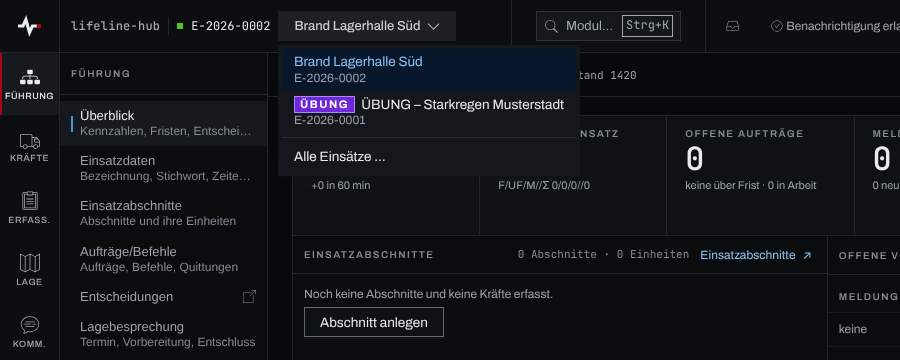 lifeline-hub
E-2026-0002
Brand Lagerhalle Süd
Modul...
Strg+K
Benachrichtigung erla
Brand Lagerhalle Süd
E-2026-0002
ÜBUNG
ÜBUNG – Starkregen Musterstadt
E-2026-0001
Alle Einsätze ...
FÜHRUNG
KRÄFTE
ERFASS.
LAGE
KOMM.
FÜHRUNG
Überblick
Kennzahlen, Fristen, Entschei...
Einsatzdaten
Bezeichnung, Stichwort, Zeite...
Einsatzabschnitte
Abschnitte und ihre Einheiten
Aufträge/Befehle
Aufträge, Befehle, Quittungen
Entscheidungen
Lagebesprechung
Termin, Vorbereitung, Entschluss
tand 1420
+0 in 60 min
NSATZ
F/UF/M//Σ 0/0/0//0
OFFENE AUFTRÄGE
0
keine über Frist · 0 in Arbeit
MELD
0
0 neu
EINSATZABSCHNITTE
0 Abschnitte · 0 Einheiten
Einsatzabschnitte ↗
Noch keine Abschnitte und keine Kräfte erfasst.
Abschnitt anlegen
OFFENE V
MELDUNG
keine